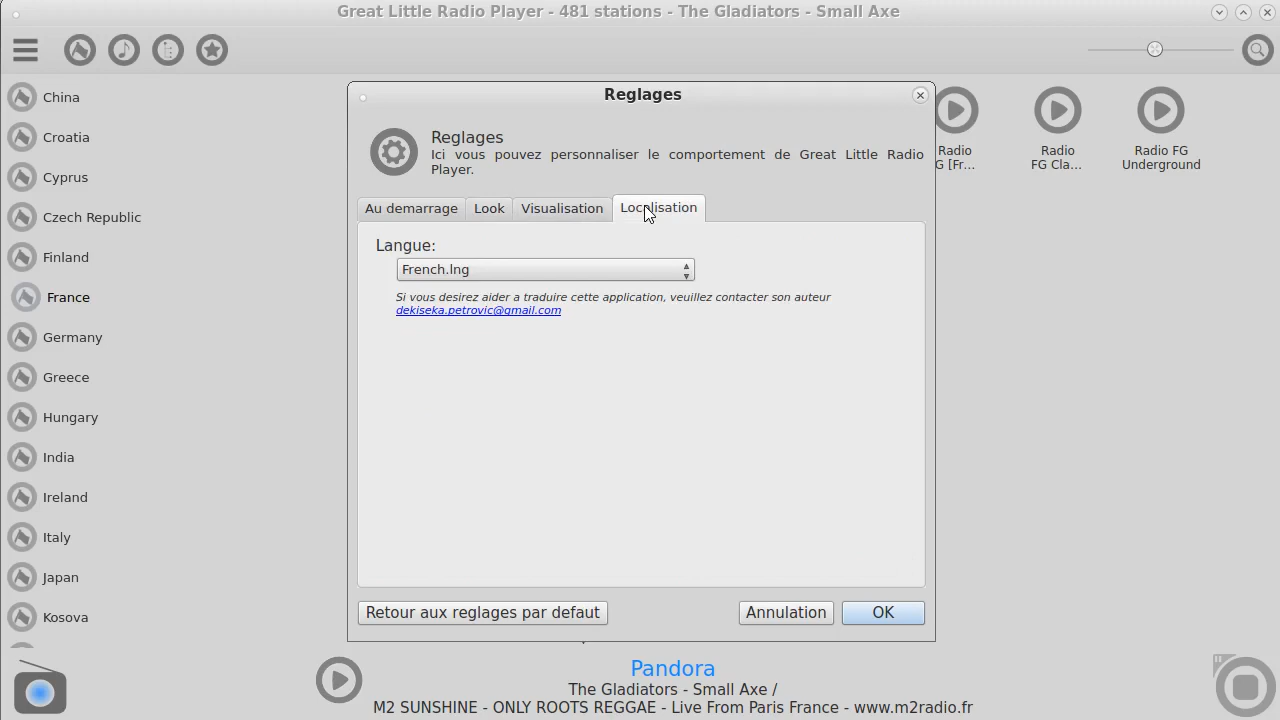 Great Little Radio Player - 481 stations - The Gladiators - Small Axe
China
Croatia
Cyprus
Czech Republic
Finland
France
Germany
Greece
Hungary
India
Ireland
Italy
Japan
Kosova
Reglages
Reglages
Ici vous pouvez personnaliser le comportement de Great Little Radio
Player.
Au demarrage Look Visualisation Localisation
Langue:
French.lng
Si vous desirez aider a traduire cette application, veuillez contacter son auteur
dekiseka.petrovic@gmail.com
Retour aux reglages par defaut Annulation OK
Radio
G [Fr...
Radio
FG Cla...
Radio FG
Underground
Pandora
The Gladiators - Small Axe /
M2 SUNSHINE - ONLY ROOTS REGGAE - Live From Paris France - www.m2radio.fr